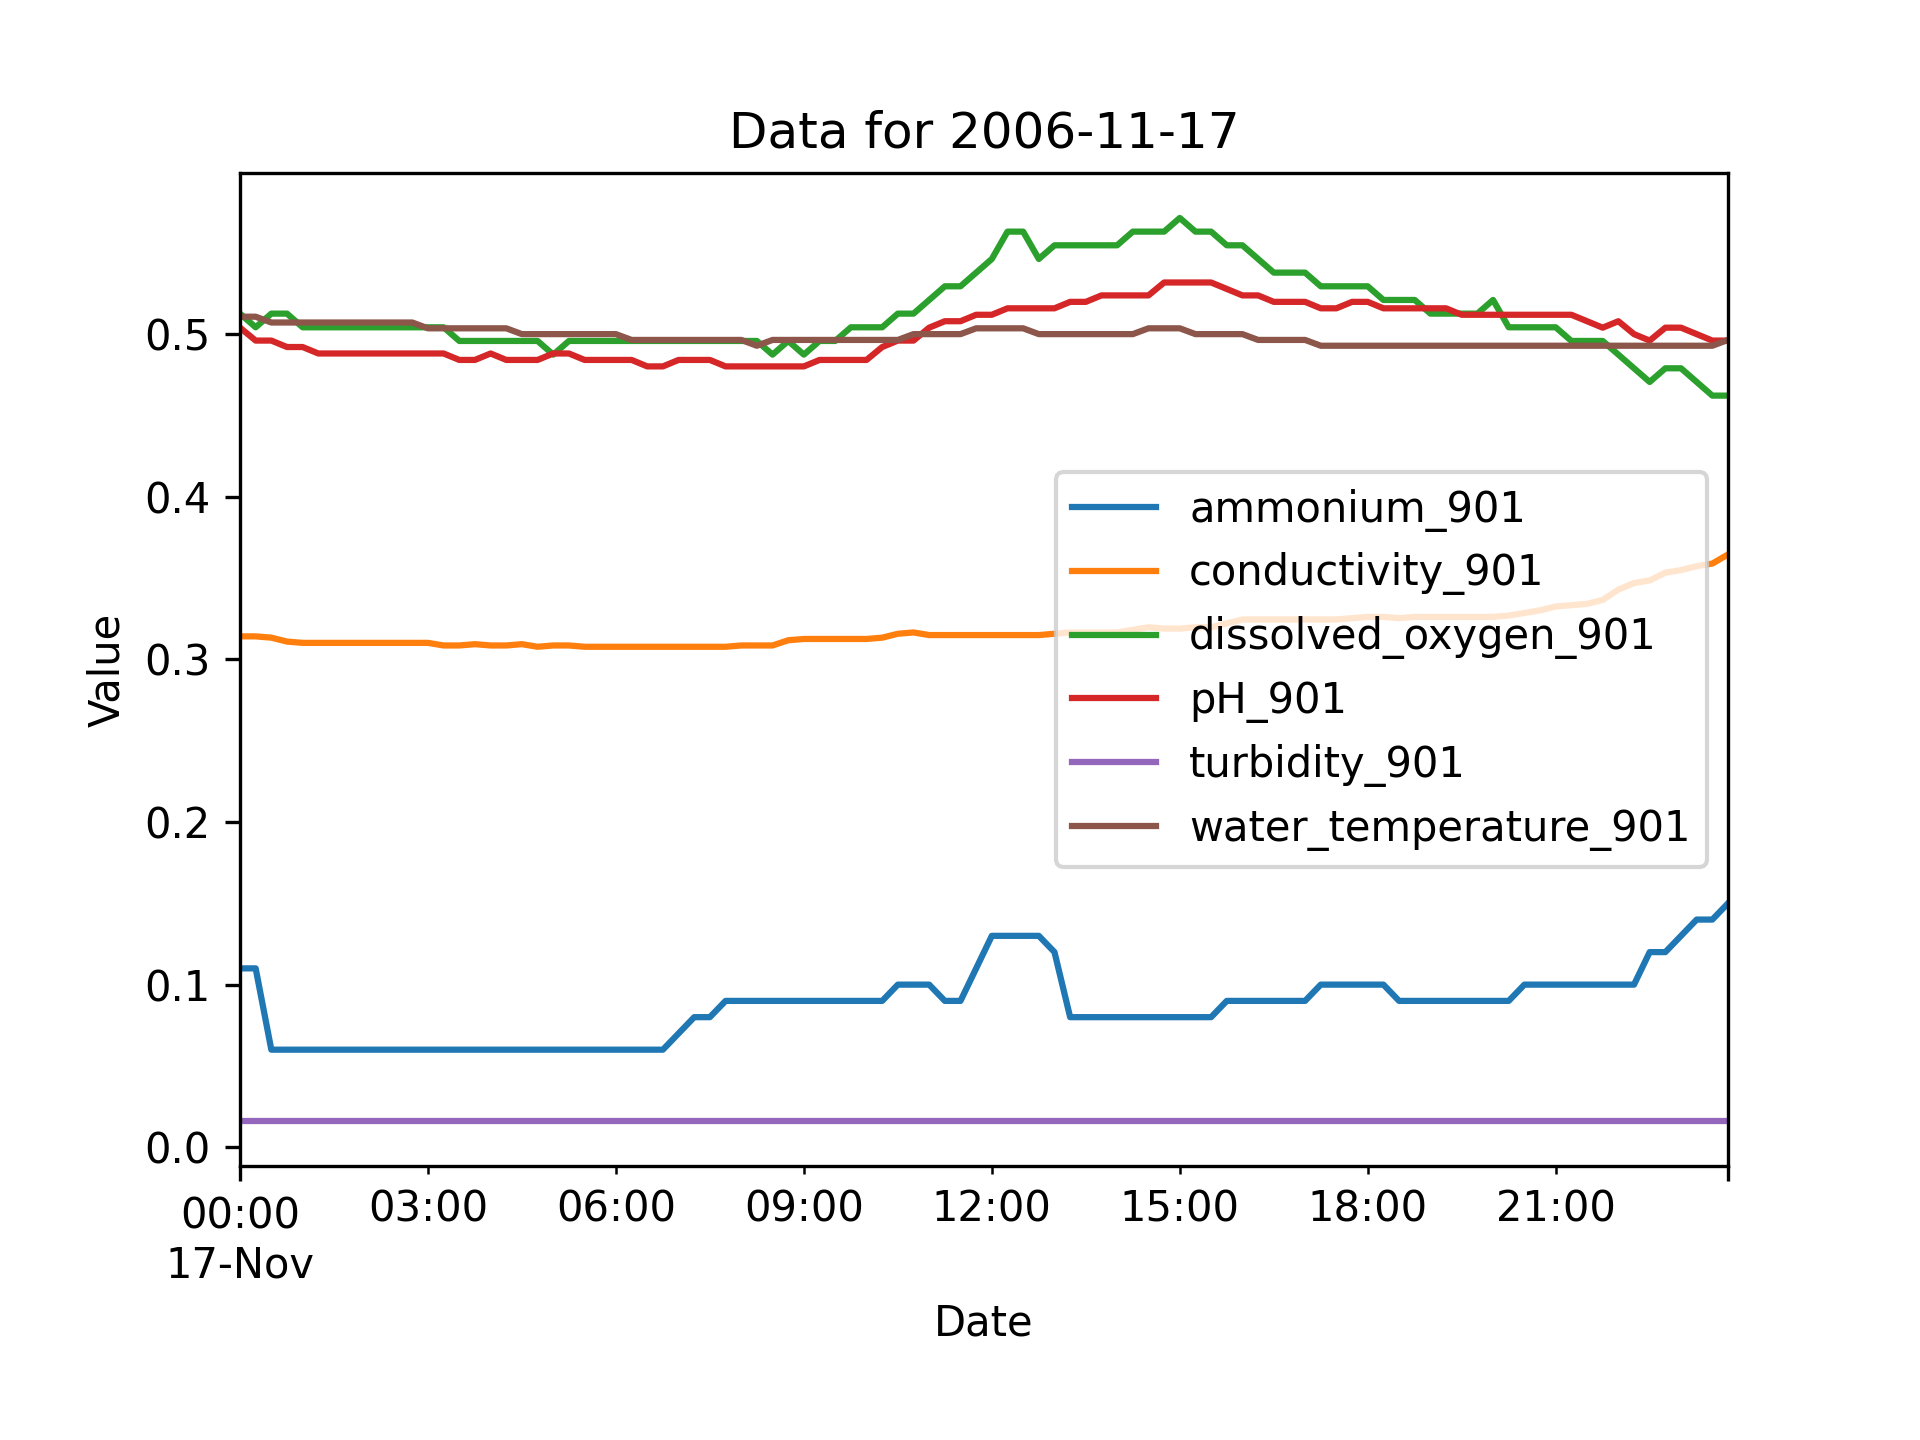 Data for 2006-11-17
Value
0.5
0.4
0.3
0.2
0.1
0.0
ammonium_901
conductivity_901
dissolved_oxygen_901
pH_901
turbidity_901
water_temperature_901
00:00 03:00 06:00 09:00 12:00 15:00 18:00 21:00
17-Nov
Date